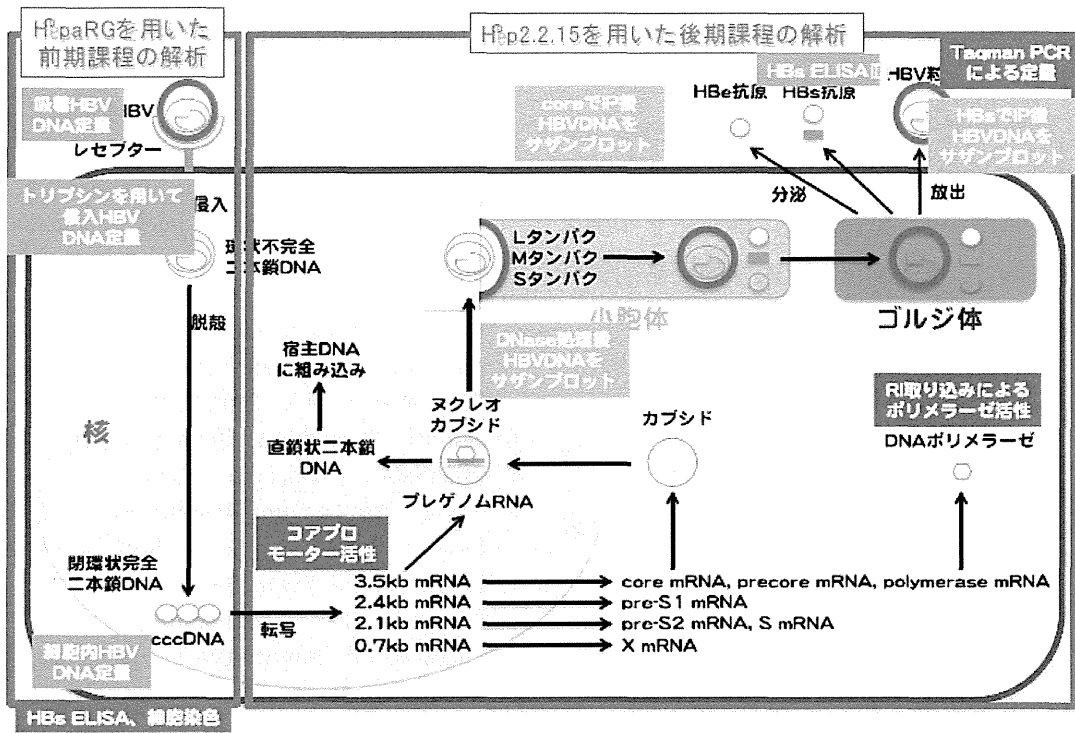 HepaRGを用いた
前期課程の解析
Hep2.2.15を用いた後期課程の解析
Taqman PCR
による定量
HBs ELISA
HBV粒
HBe抗原
HBs抗原
吸着HBV
DNA定量
HBV
レセプター
coreでIP後
HBVDNAを
サザンブロット
HBsでIP後
HBVDNAを
サザンブロット
トリプシンを用いて
侵入HBV
DNA定量
侵入
分泌
放出
環状不完全
二本鎖DNA
Lタンパク
Mタンパク
Sタンパク
小胞体
ゴルジ体
脱殻
DNase処理後
HBVDNAを
サザンブロット
宿主DNA
に組み込み
RI取り込みによる
ポリメラーゼ活性
DNAポリメラーゼ
核
ヌクレオ
カプシド
カプシド
直鎖状二本鎖
DNA
プレゲノムRNA
コアプロ
モーター活性
閉環状完全
二本鎖DNA
3.5kb mRNA
core mRNA, precore mRNA, polymerase mRNA
2.4kb mRNA
pre-S1 mRNA
2.1kb mRNA
pre-S2 mRNA, S mRNA
0.7kb mRNA
X mRNA
cccDNA
転写
細胞内HBV
DNA定量
HBs ELISA、細胞染色